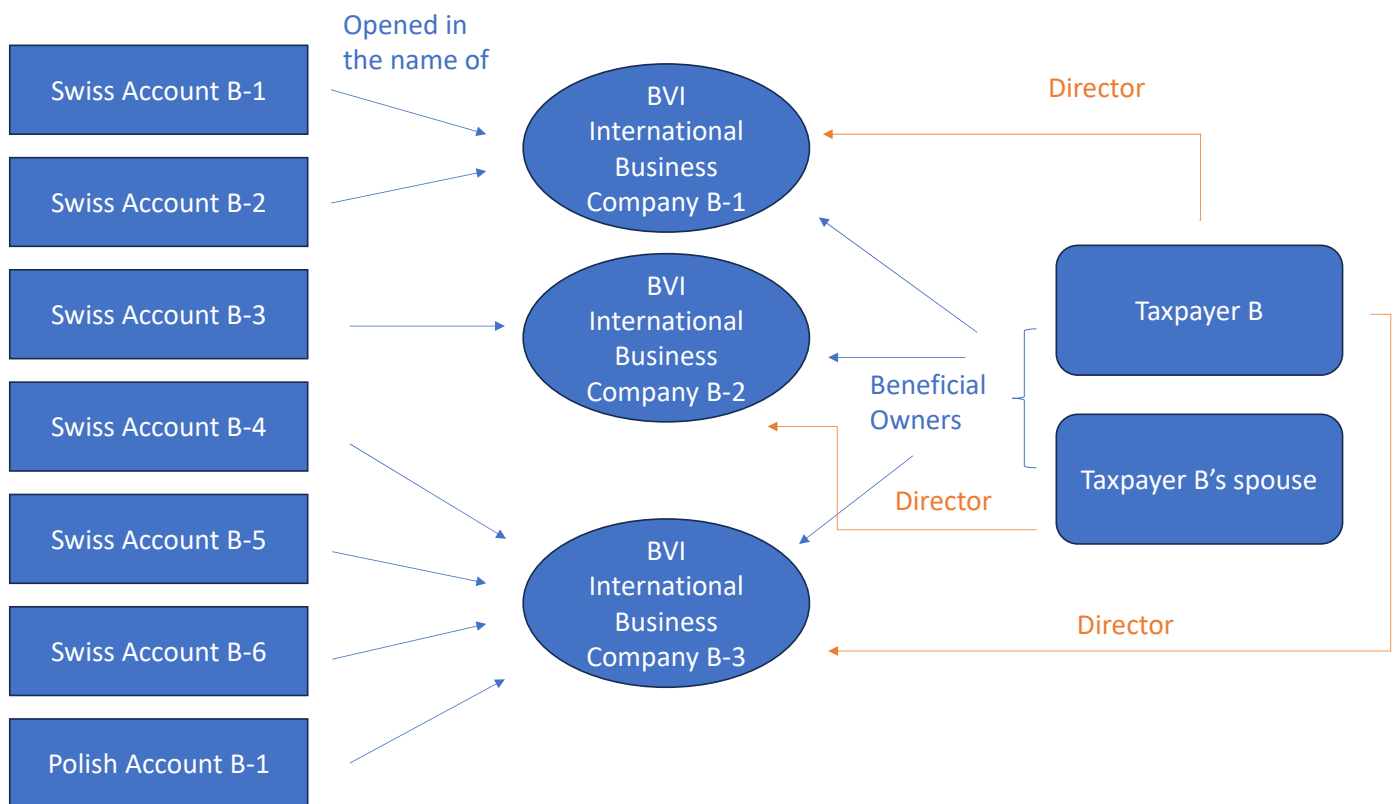 Opened in
the name of
Swiss Account B-1
Swiss Account B-2
Swiss Account B-3
Swiss Account B-4
Swiss Account B-5
Swiss Account B-6
Polish Account B-1
BVI
International
Business
Company B-1
BVI
International
Business
Company B-2
BVI
International
Business
Company B-3
Director
Beneficial
Owners
Director
Director
Taxpayer B
Taxpayer B’s spouse